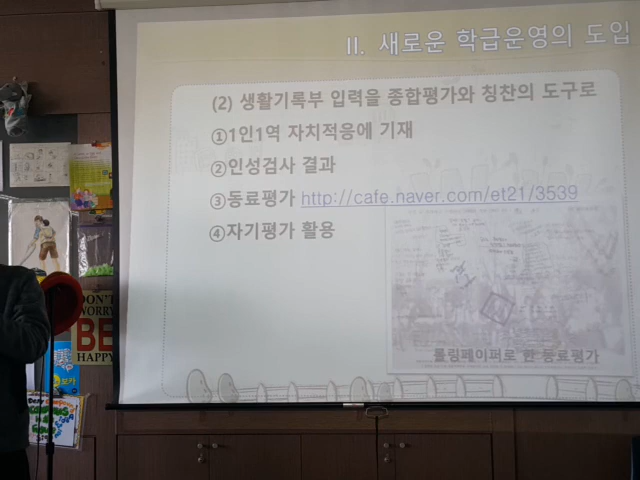 II. 새로운 학급운영의 도입
(2) 생활기록부 입력을 종합평가와 칭찬의 도구로
①1인1역 자치적응에 기재
②인성검사 결과
③동료평가 http://cafe.naver.com/et21/3539
④자기평가 활용
롤링페이퍼로 한 동료평가
DON'T
WORRY
BE
HAPPY